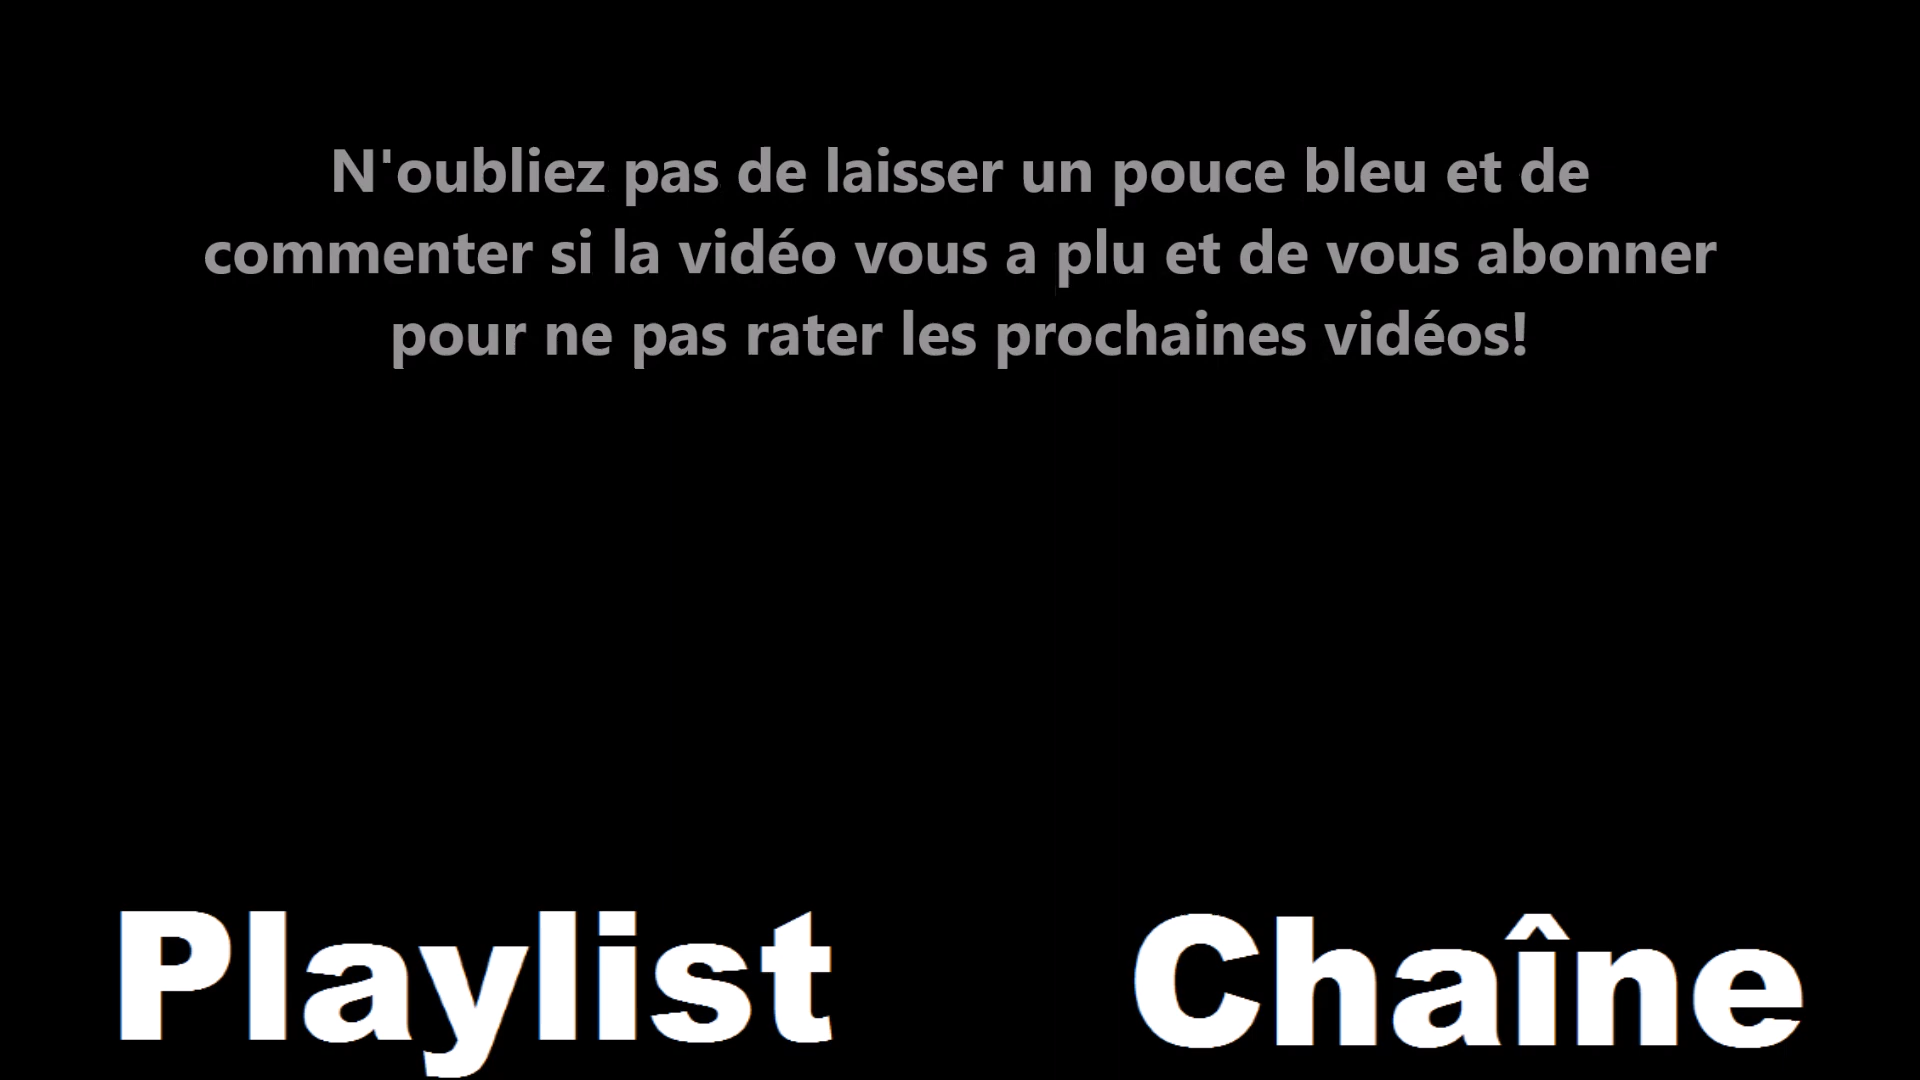 N'oubliez pas de laisser un pouce bleu et de
commenter si la vidéo vous a plu et de vous abonner
pour ne pas rater les prochaines vidéos!
Playlist
Chaîne